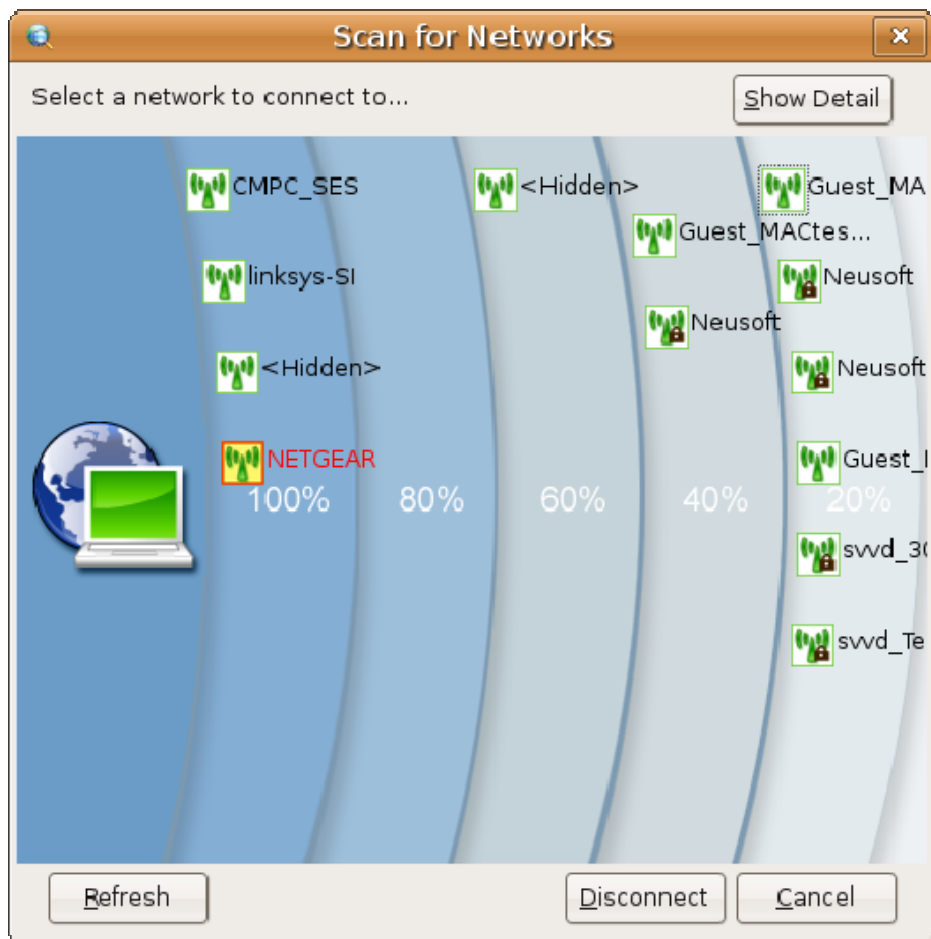 Scan for Networks
Select a network to connect to...
Show Detail
CMPC_SES
<Hidden>
Guest_MA
Guest_MACtes...
linksys-SI
Neusoft
Neusoft
<Hidden>
Neusoft
NETGEAR
Guest_
100%
80%
60%
40%
20%
svvd_30
svvd_Te
Refresh
Disconnect
Cancel